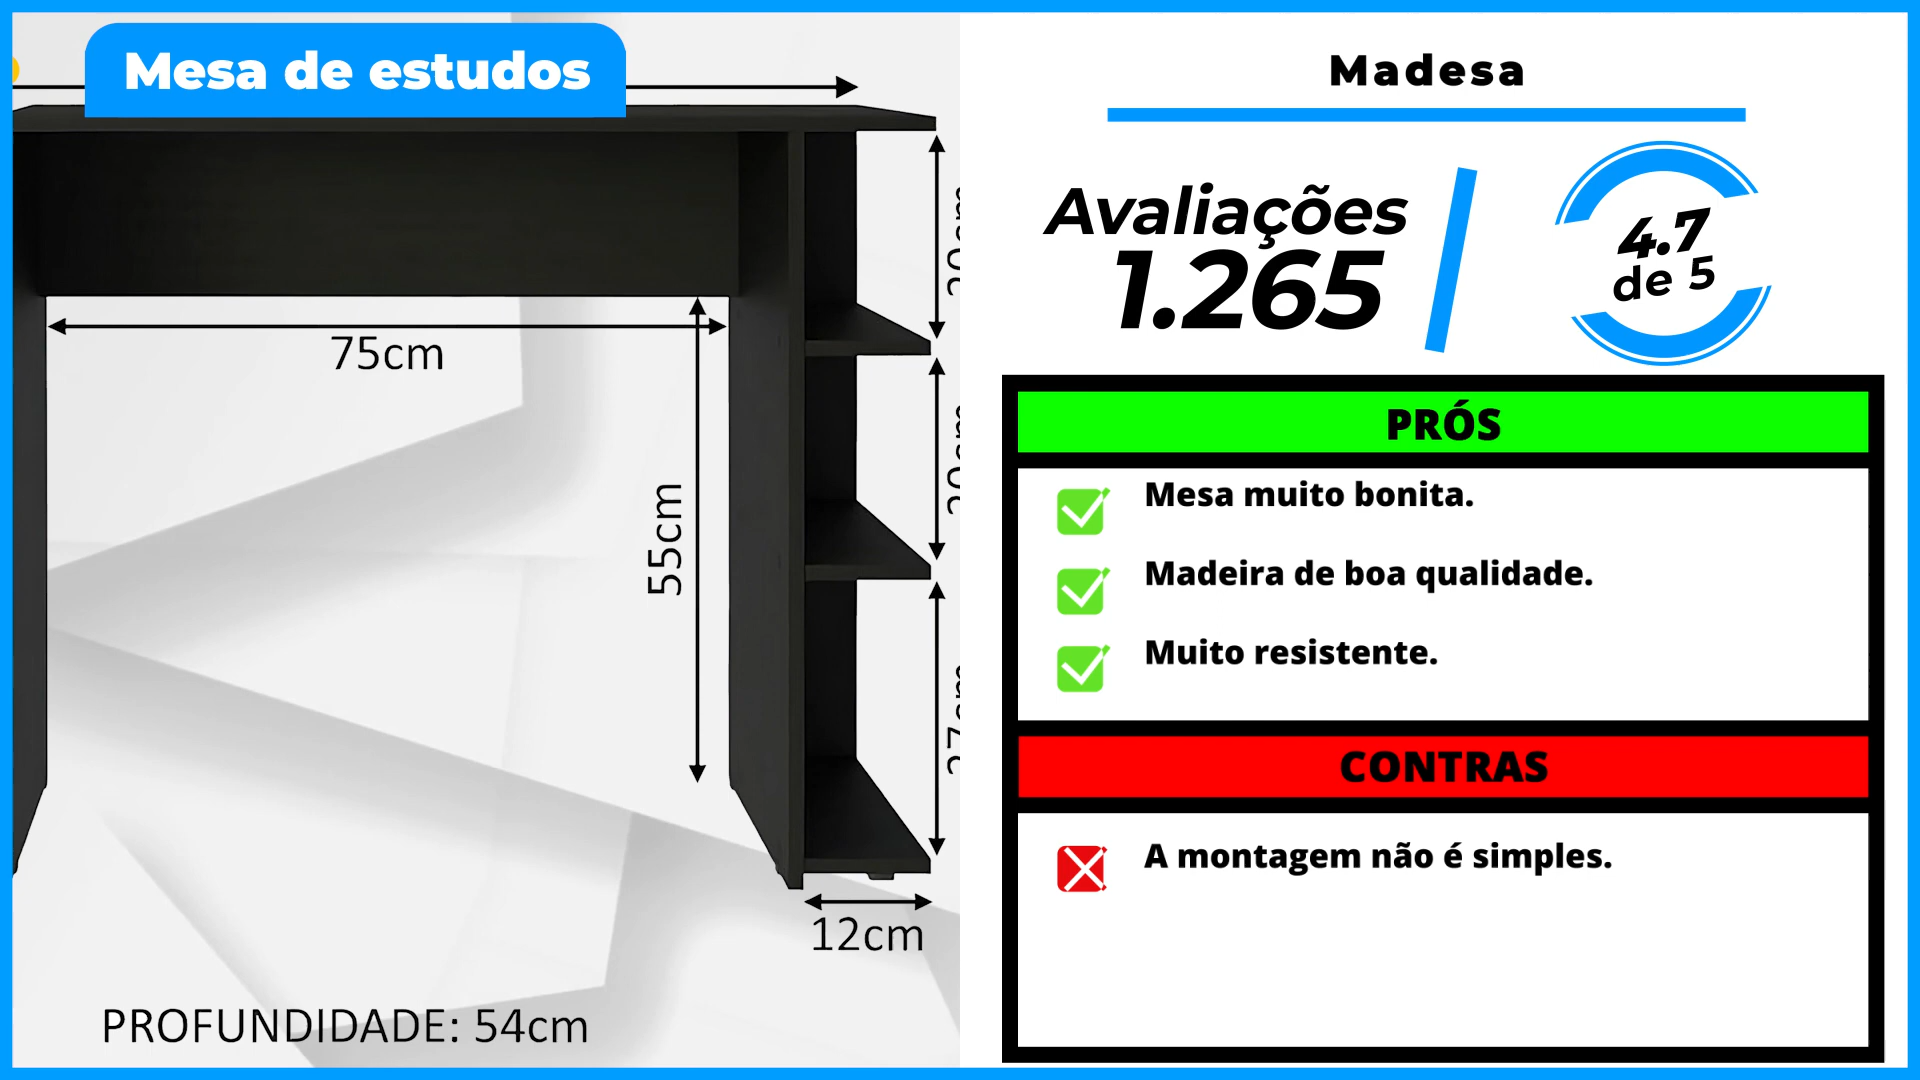 Mesa de estudos
75cm
55cm
12cm
PROFUNDIDADE: 54cm
Madesa
Avaliações
1.265
4.7
de 5
PRÓS
Mesa muito bonita.
Madeira de boa qualidade.
Muito resistente.
CONTRAS
A montagem não é simples.